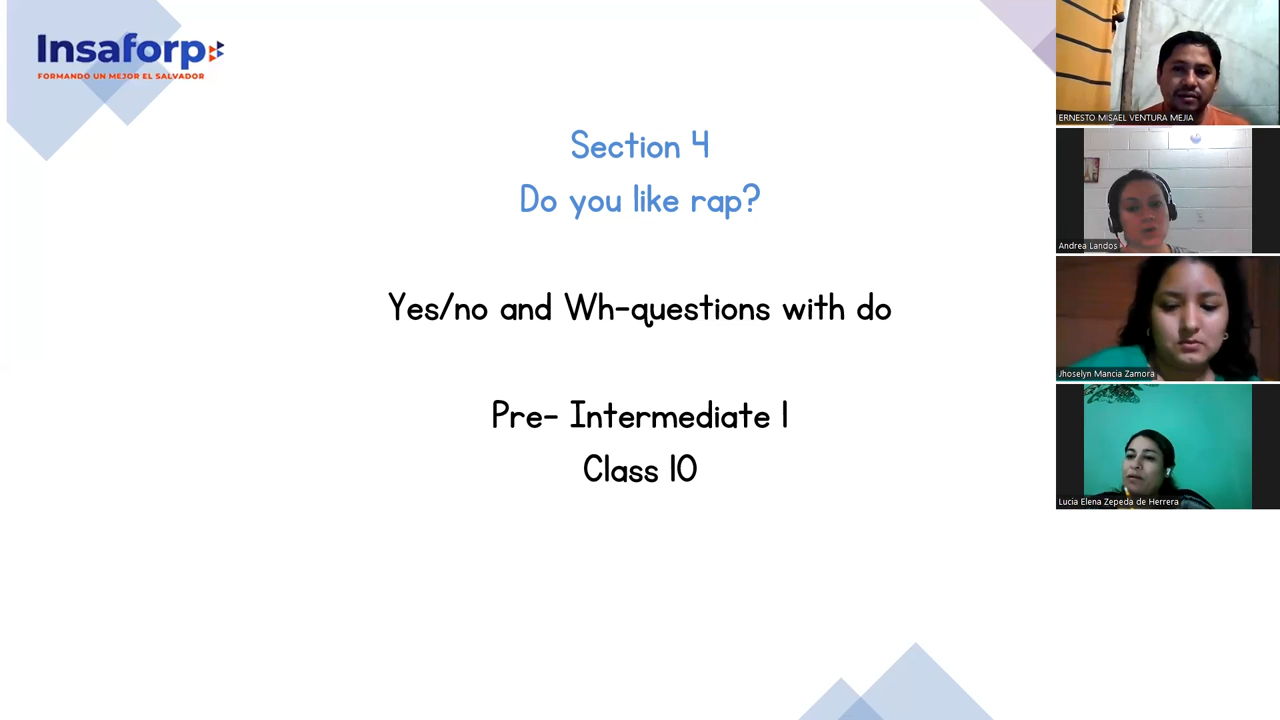 Insaforp
FORMANDO UN MEJOR EL SALVADOR
Section 4
Do you like rap?
Yes/no and Wh-questions with do
Pre- Intermediate 1
Class 10
ERNESTO MISAEL VENTURA MEJIA
Andrea Landos
Jhoselyn Mancia Zamora
Lucia Elena Zepeda de Herrera